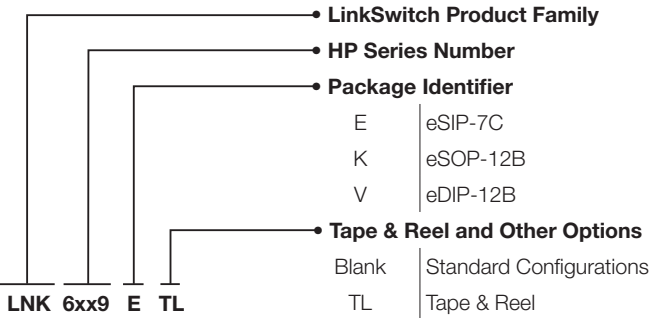 LinkSwitch Product Family
HP Series Number
Package Identifier
E eSIP-7C
K eSOP-12B
V eDIP-12B
Tape & Reel and Other Options
Blank Standard Configurations
TL Tape & Reel
LNK 6xx9 E TL